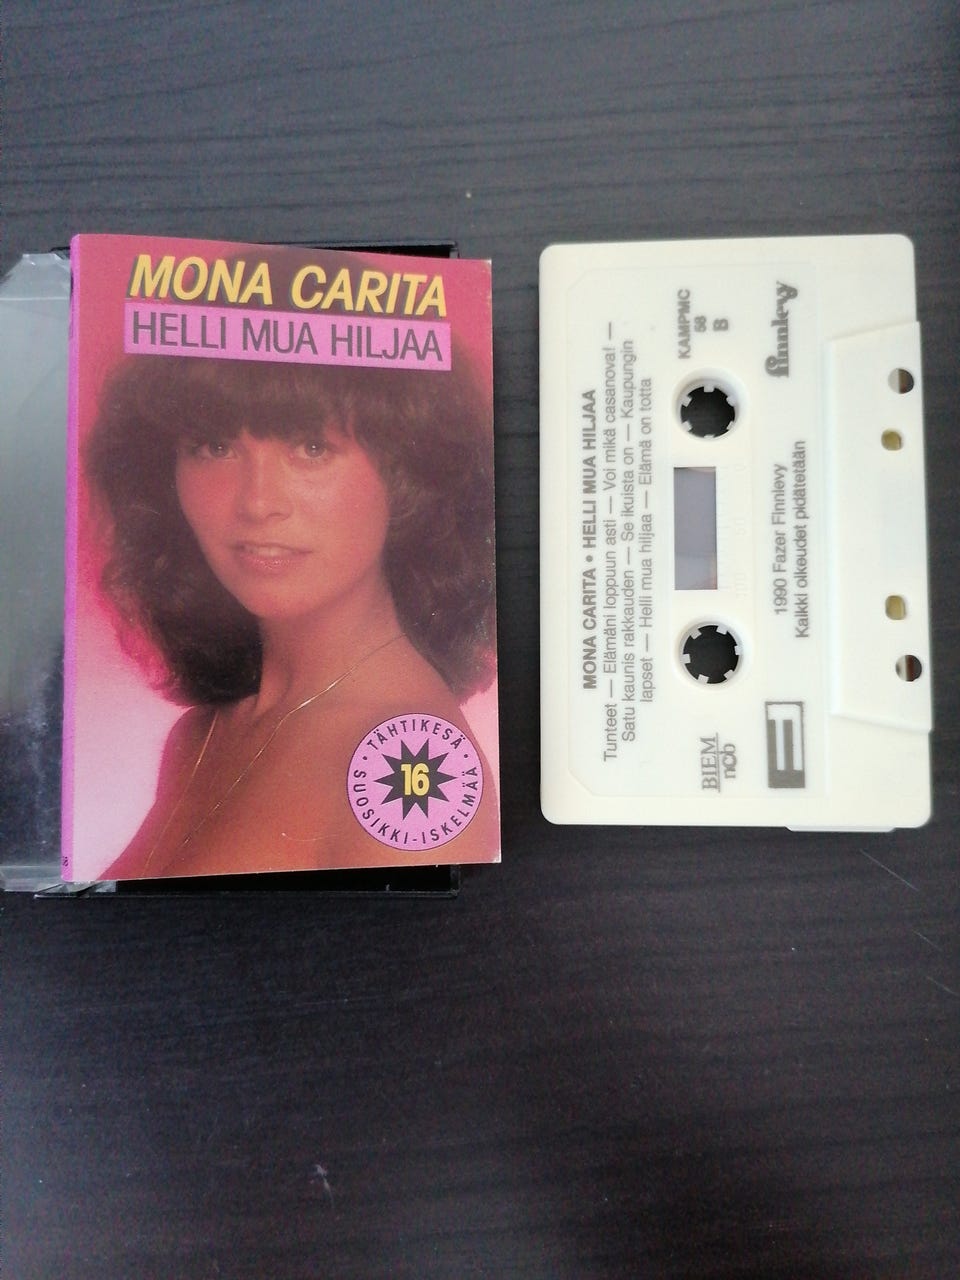 MONA CARITA
HELLI MUA HILJAA
• TÄHTIKESÄ •
16
SUOSIKKI-ISKELMÄÄ
68
MONA CARITA • HELLI MUA HILJAA
Tunteet — Elämäni loppuun asti — Voi mikä casanova! —
Satu kaunis rakkauden — Se ikuista on — Kaupungin
lapset — Helli mua hiljaa — Elämä on totta
KAMPMC
68
B
BIEM
nCb
1990 Fazer Finnlevy
Kaikki oikeudet pidätetään
finnlevy